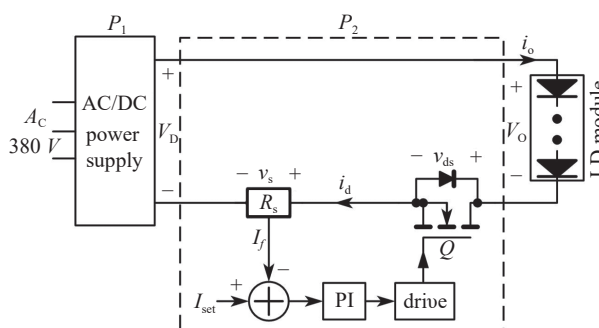 P1
P2
io
AC/DC
power
supply
AC
380 V
+
VD
−
+
VO
−
LD module
− vs +
Rs
id
− vds +
Q
If
Iset
+
−
PI
drive